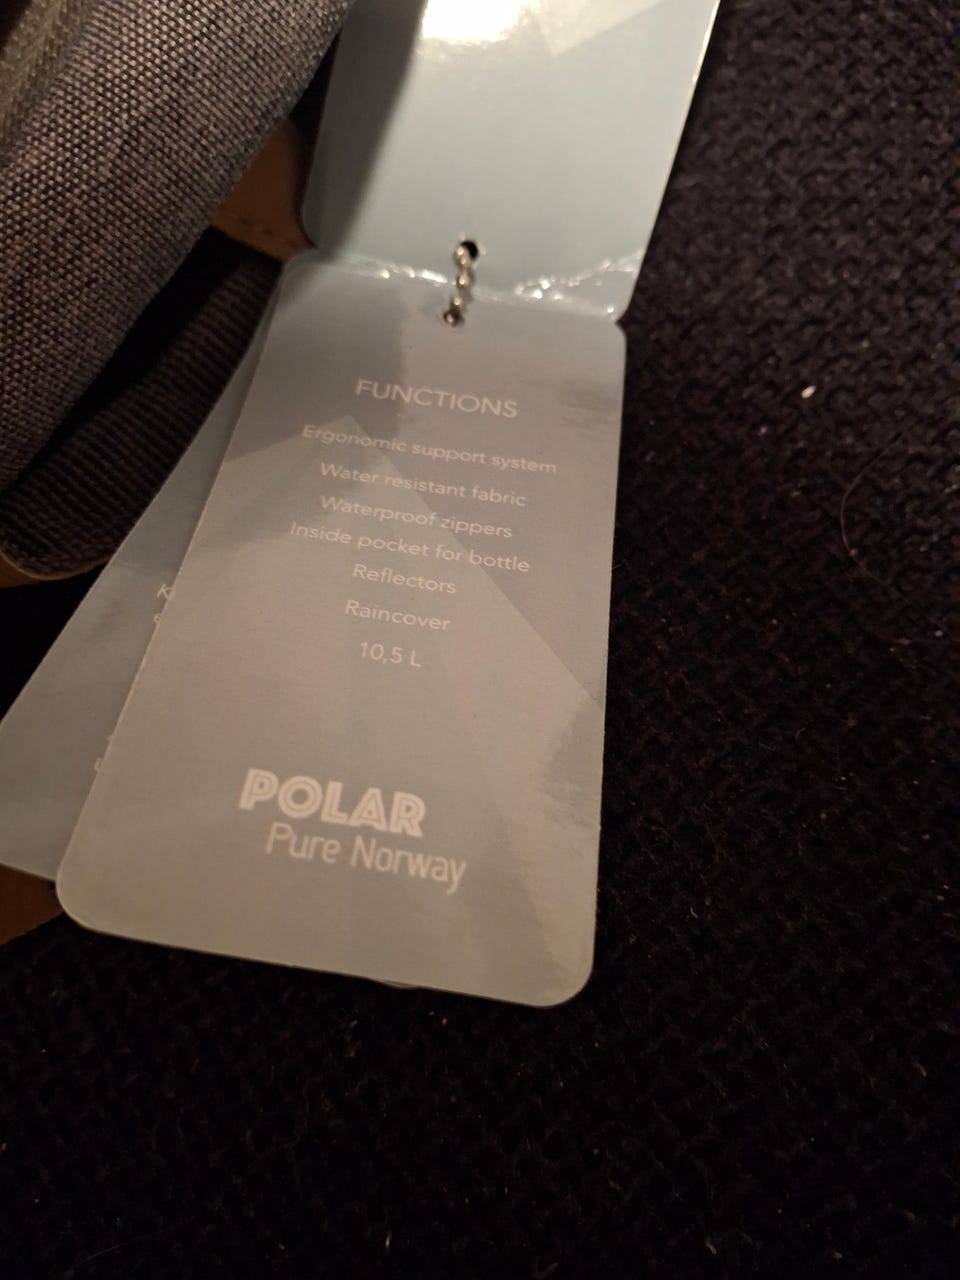 FUNCTIONS
Ergonomic support system
Water resistant fabric
Waterproof zippers
Inside pocket for bottle
Reflectors
Raincover
10,5 L
POLAR
Pure Norway